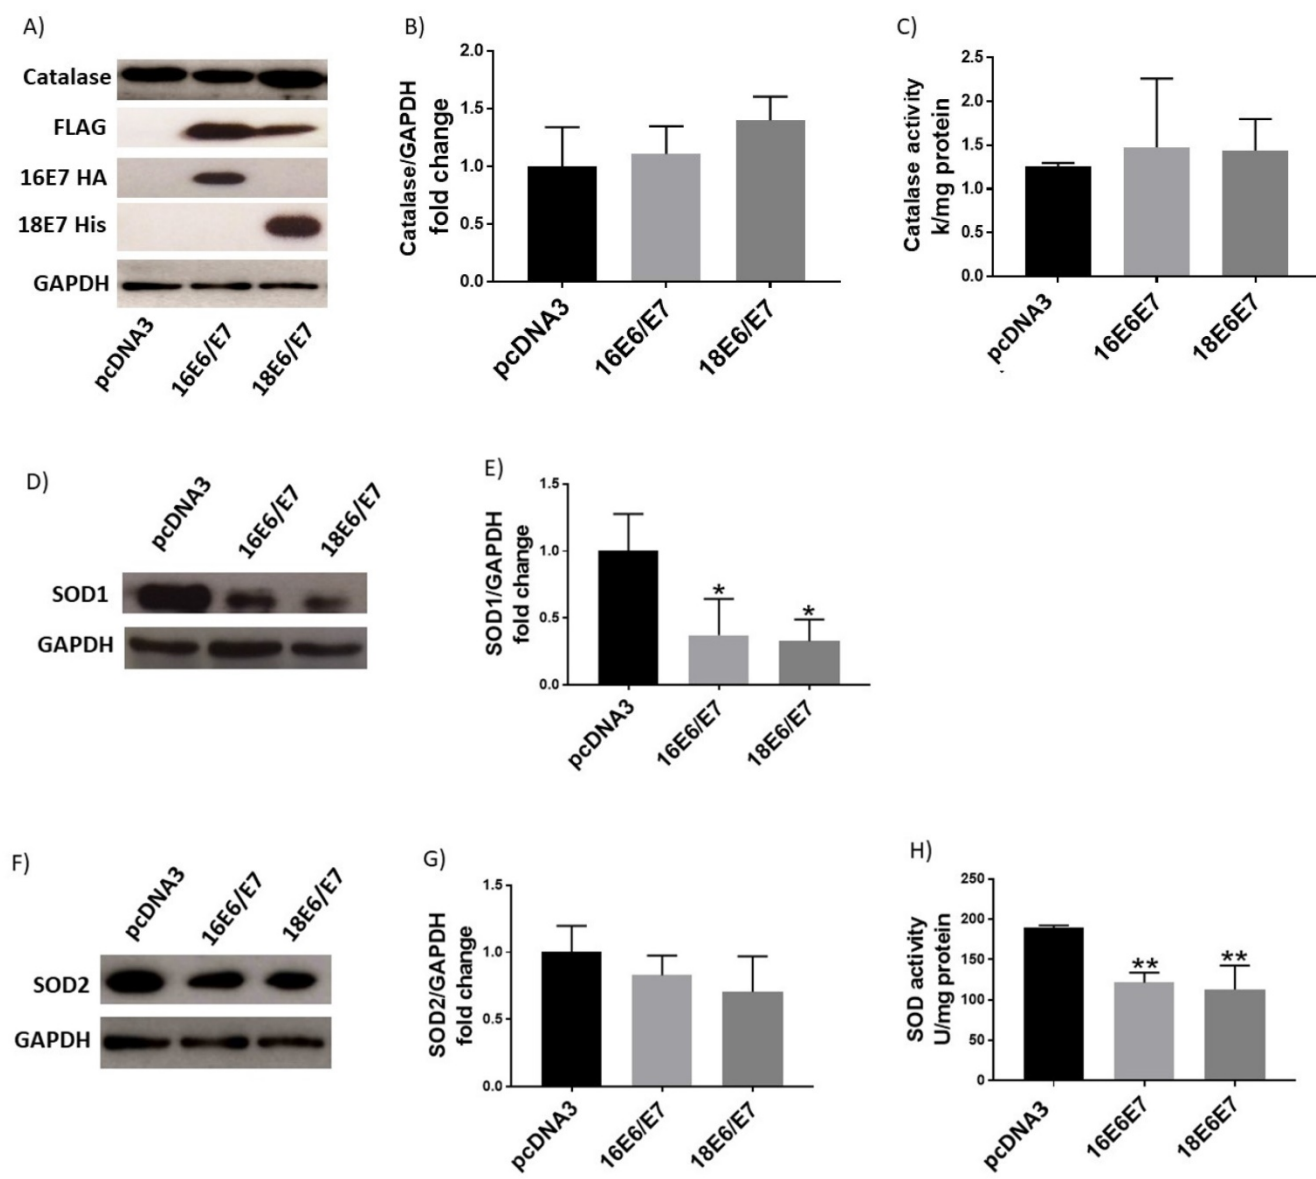 A)
Catalase
FLAG
16E7 HA
18E7 His
GAPDH
pcDNA3
16E6/E7
18E6/E7
B)
Catalase/GAPDH
fold change
2.0
1.5
1.0
0.5
0.0
pcDNA3
16E6/E7
18E6/E7
C)
Catalase activity
k/mg protein
2.5
2.0
1.5
1.0
0.5
0.0
pcDNA3
16E6E7
18E6E7
D)
pcDNA3
16E6/E7
18E6/E7
SOD1
GAPDH
E)
SOD1/GAPDH
fold change
1.5
1.0
0.5
0.0
*
*
pcDNA3
16E6/E7
18E6/E7
F)
pcDNA3
16E6/E7
18E6/E7
SOD2
GAPDH
G)
SOD2/GAPDH
fold change
1.5
1.0
0.5
0.0
pcDNA3
16E6/E7
18E6/E7
H)
SOD activity
U/mg protein
250
200
150
100
50
0
**
**
pcDNA3
16E6E7
18E6E7